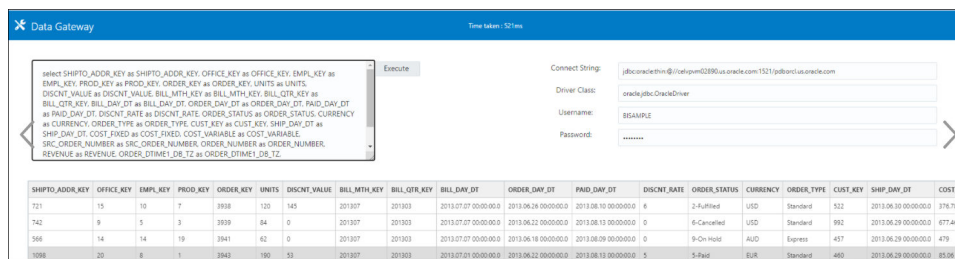 Data Gateway
Time taken : 521ms
select SHIPTO_ADDR_KEY as SHIPTO_ADDR_KEY, OFFICE_KEY as OFFICE_KEY, EMPL_KEY as
EMPL_KEY, PROD_KEY as PROD_KEY, ORDER_KEY as ORDER_KEY, UNITS as UNITS,
DISCNT_VALUE as DISCNT_VALUE, BILL_MTH_KEY as BILL_MTH_KEY, BILL_QTR_KEY as
BILL_QTR_KEY, BILL_DAY_DT as BILL_DAY_DT, ORDER_DAY_DT as ORDER_DAY_DT, PAID_DAY_DT
as PAID_DAY_DT, DISCNT_RATE as DISCNT_RATE, ORDER_STATUS as ORDER_STATUS, CURRENCY
as CURRENCY, ORDER_TYPE as ORDER_TYPE, CUST_KEY as CUST_KEY, SHIP_DAY_DT as
SHIP_DAY_DT, COST_FIXED as COST_FIXED, COST_VARIABLE as COST_VARIABLE,
SRC_ORDER_NUMBER as SRC_ORDER_NUMBER, ORDER_NUMBER as ORDER_NUMBER,
REVENUE as REVENUE, ORDER_DTIME1_DB_TZ as ORDER_DTIME1_DB_TZ,
Execute
Connect String: jdbc:oracle:thin:@//celvpvm02890.us.oracle.com:1521/pdborcl.us.oracle.com
Driver Class: oracle.jdbc.OracleDriver
Username: BISAMPLE
Password: ••••••••
SHIPTO_ADDR_KEY OFFICE_KEY EMPL_KEY PROD_KEY ORDER_KEY UNITS DISCNT_VALUE BILL_MTH_KEY BILL_QTR_KEY BILL_DAY_DT ORDER_DAY_DT PAID_DAY_DT DISCNT_RATE ORDER_STATUS CURRENCY ORDER_TYPE CUST_KEY SHIP_DAY_DT COST
721 15 10 7 3938 120 145 201307 201303 2013.07.07 00:00:00.0 2013.06.26 00:00:00.0 2013.08.10 00:00:00.0 6 2-Fulfilled USD Standard 522 2013.06.30 00:00:00.0 376.70
742 9 5 3 3939 84 0 201307 201303 2013.07.07 00:00:00.0 2013.06.22 00:00:00.0 2013.08.13 00:00:00.0 0 6-Cancelled USD Standard 992 2013.06.29 00:00:00.0 677.46
566 14 14 19 3941 62 0 201307 201303 2013.07.07 00:00:00.0 2013.06.18 00:00:00.0 2013.08.29 00:00:00.0 0 9-On Hold AUD Express 457 2013.06.29 00:00:00.0 479
1098 20 8 1 3943 190 53 201307 201303 2013.07.01 00:00:00.0 2013.06.22 00:00:00.0 2013.08.13 00:00:00.0 5 5-Paid EUR Standard 460 2013.06.29 00:00:00.0 85.06